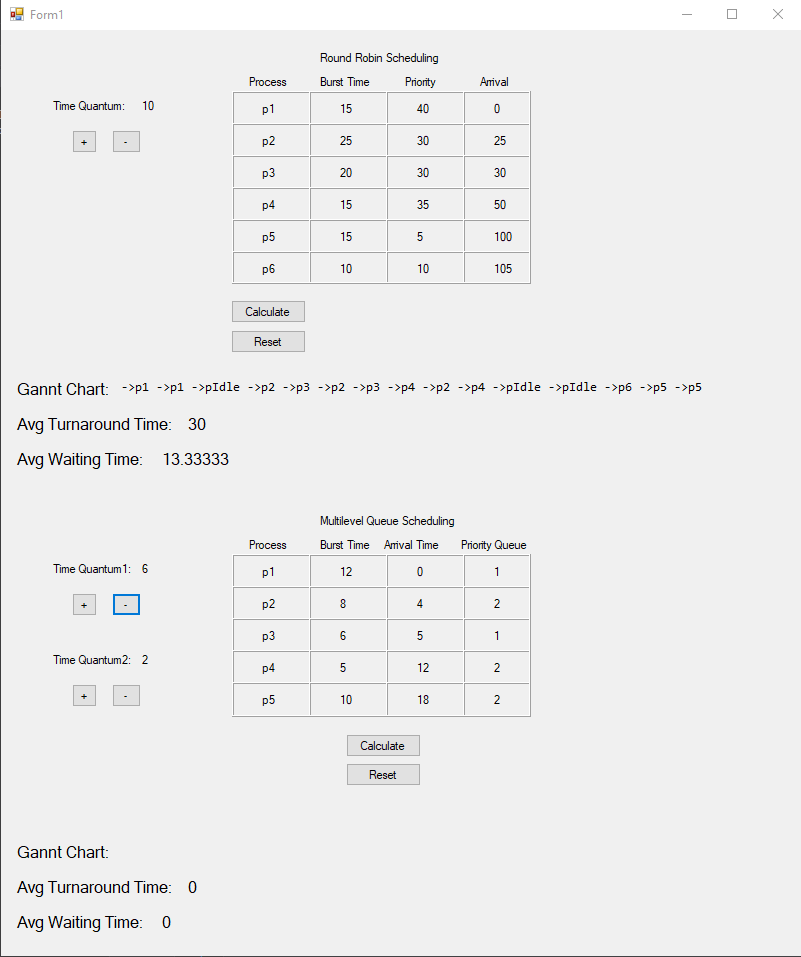 Form1
Round Robin Scheduling
Process Burst Time Priority Arrival
Time Quantum: 10
p1 15 40 0
+ -
p2 25 30 25
p3 20 30 30
p4 15 35 50
p5 15 5 100
p6 10 10 105
Calculate
Reset
Gannt Chart: ->p1 ->p1 ->pIdle ->p2 ->p3 ->p2 ->p3 ->p4 ->p2 ->p4 ->pIdle ->pIdle ->p6 ->p5 ->p5
Avg Turnaround Time: 30
Avg Waiting Time: 13.33333
Multilevel Queue Scheduling
Process Burst Time Arrival Time Priority Queue
Time Quantum1: 6
p1 12 0 1
+ -
p2 8 4 2
p3 6 5 1
Time Quantum2: 2
p4 5 12 2
+ -
p5 10 18 2
Calculate
Reset
Gannt Chart:
Avg Turnaround Time: 0
Avg Waiting Time: 0